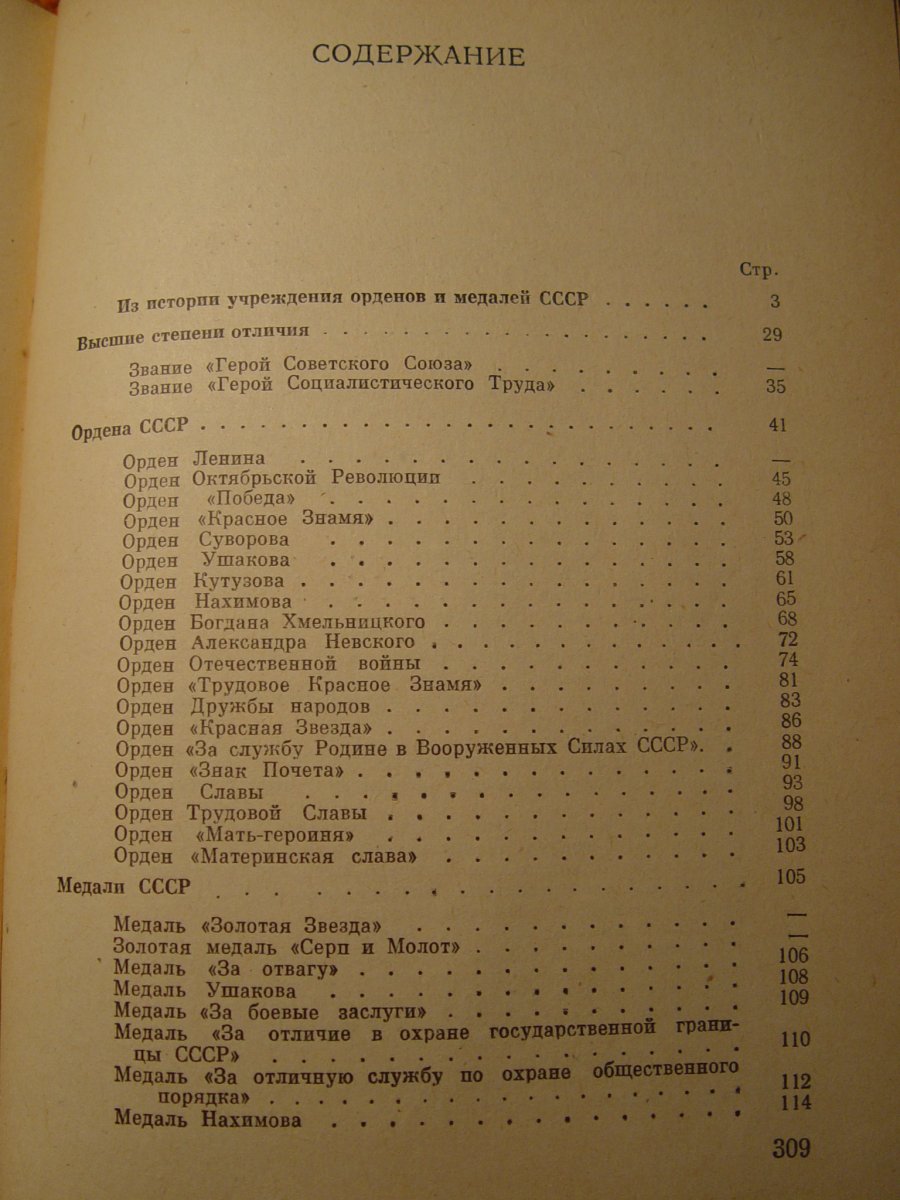 СОДЕРЖАНИЕ
Стр.
Из истории учреждения орденов и медалей СССР . . . . . . 3
Высшие степени отличия . . . . . . . . . . . . . . . . . . 29
Звание «Герой Советского Союза» . . . . . . . . . —
Звание «Герой Социалистического Труда» . . . . . . 35
Ордена СССР . . . . . . . . . . . . . . . . . . . . . . . . 41
Орден Ленина . . . . . . . . . . . . . . . . —
Орден Октябрьской Революции . . . . . . . . . . 45
Орден «Победа» . . . . . . . . . . . . . . . 48
Орден «Красное Знамя» . . . . . . . . . . . . . 50
Орден Суворова . . . . . . . . . . . . . . . 53
Орден Ушакова . . . . . . . . . . . . . . . 58
Орден Кутузова . . . . . . . . . . . . . . . . 61
Орден Нахимова . . . . . . . . . . . . . . . 65
Орден Богдана Хмельницкого . . . . . . . . . . . 68
Орден Александра Невского . . . . . . . . . . . . 72
Орден Отечественной войны . . . . . . . . . . . 74
Орден «Трудовое Красное Знамя» . . . . . . . . . 81
Орден Дружбы народов . . . . . . . . . . . . . 83
Орден «Красная Звезда» . . . . . . . . . . . . . 86
Орден «За службу Родине в Вооруженных Силах СССР». . 88
Орден «Знак Почета» . . . . . . . . . . . . . . 91
Орден Славы . . . . . . . . . . . . . . . . 93
Орден Трудовой Славы . . . . . . . . . . . . . 98
Орден «Мать-героиня» . . . . . . . . . . . . . 101
Орден «Материнская слава» . . . . . . . . . . . 103
Медали СССР . . . . . . . . . . . . . . . . . . . . 105
Медаль «Золотая Звезда» . . . . . . . . . . . . —
Золотая медаль «Серп и Молот» . . . . . . . . . . —
Медаль «За отвагу» . . . . . . . . . . . . . . 106
Медаль Ушакова . . . . . . . . . . . . . . . 108
Медаль «За боевые заслуги» . . . . . . . . . . . 109
Медаль «За отличие в охране государственной грани-
цы СССР» . . . . . . . . . . . . . . . . . 110
Медаль «За отличную службу по охране общественного
порядка» . . . . . . . . . . . . . . . . . 112
Медаль Нахимова . . . . . . . . . . . . . . . 114
309